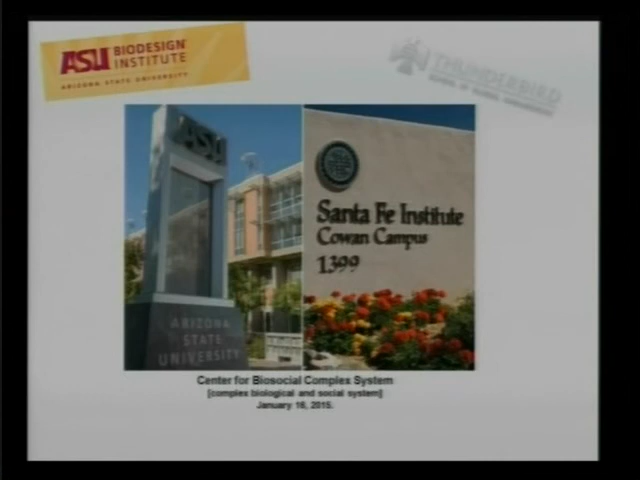 ASU BIODESIGN
INSTITUTE
ARIZONA STATE UNIVERSITY
THUNDERBIRD
ASU
ARIZONA
STATE
UNIVERSITY
Santa Fe Institute
Cowan Campus
1399
Center for Biosocial Complex System
[complex biological and social system]
January 16, 2015.